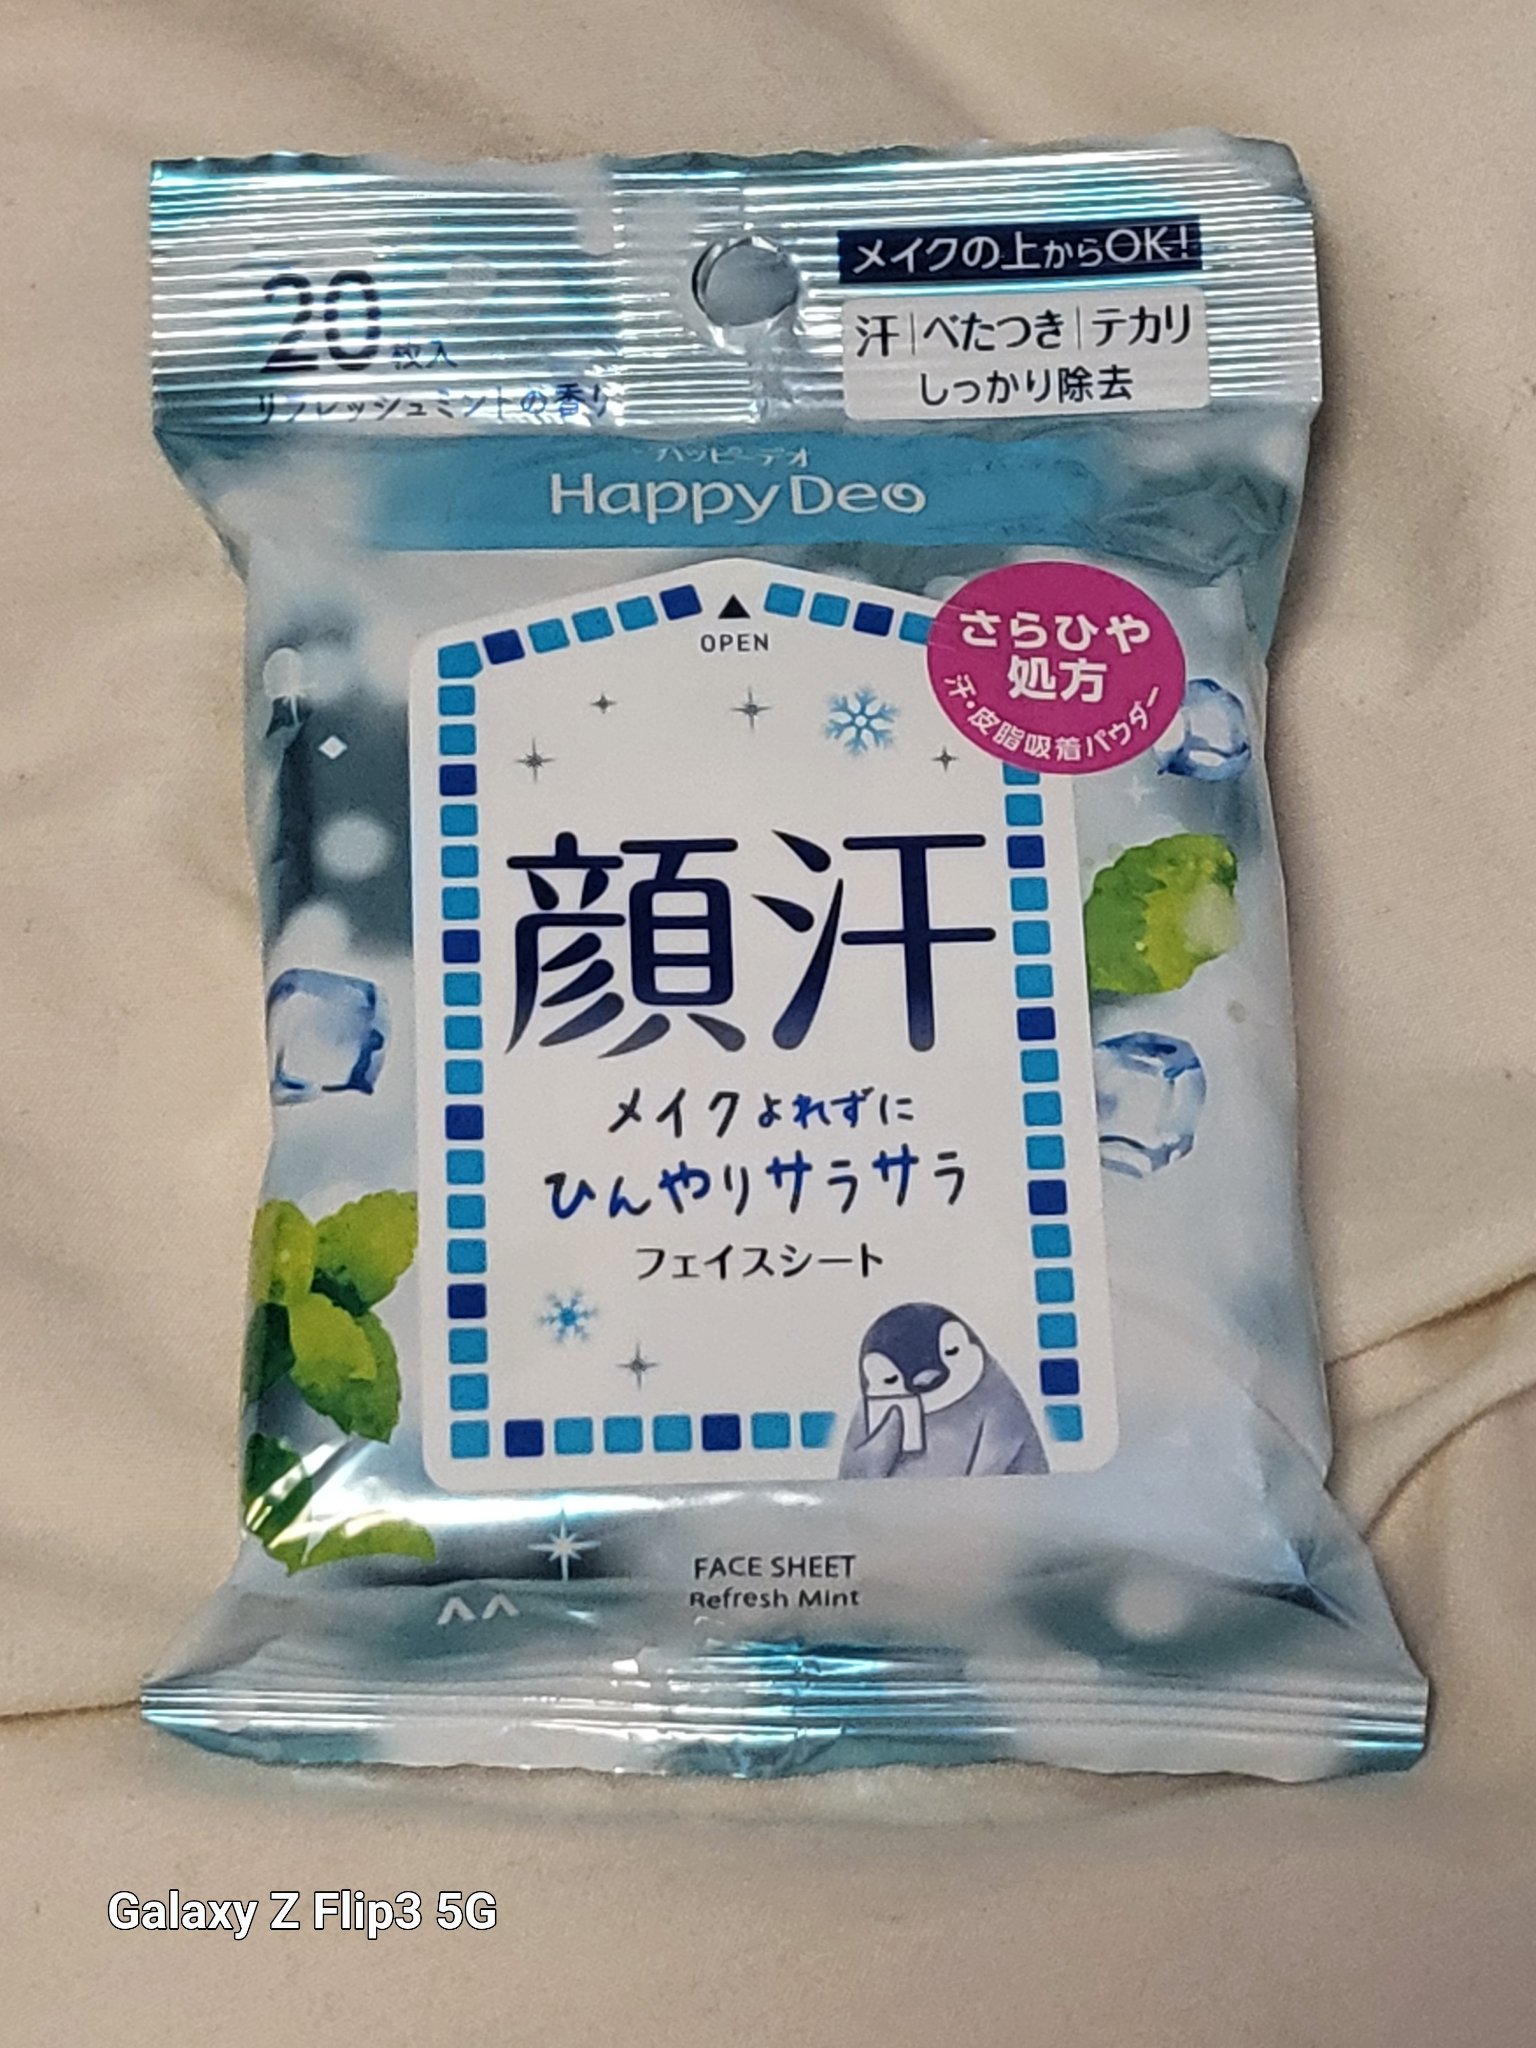 20枚入
リフレッシュミントの香り
メイクの上からOK!
汗|べたつき|テカリ
しっかり除去
ハッピーデオ
Happy Deo
OPEN
さらひや
処方
汗・皮脂吸着パウダー
顔汗
メイクよれずに
ひんやりサラサラ
フェイスシート
FACE SHEET
Refresh Mint
Galaxy Z Flip3 5G